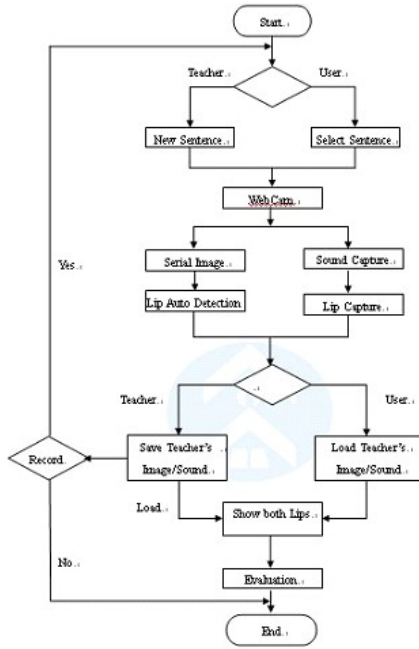 Start.
Teacher.
User.
New Sentence.
Select Sentence.
WebCam.
Serial Image.
Sound Capture.
Yes.
Lip Auto Detection
Lip Capture.
Teacher.
User.
Record.
Save Teacher's
Image/Sound.
Load Teacher's
Image/Sound.
Load.
Show both Lips.
No.
Evaluation.
End.